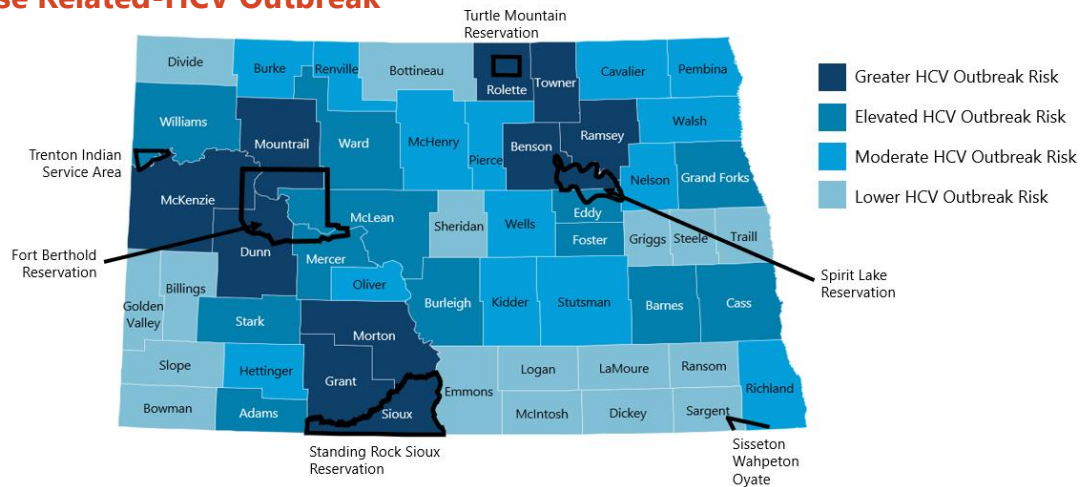 se Related-HCV Outbreak
Turtle Mountain
Reservation
Divide
Burke
Renville
Bottineau
Rolette
Towner
Cavalier
Pembina
Greater HCV Outbreak Risk
Elevated HCV Outbreak Risk
Moderate HCV Outbreak Risk
Lower HCV Outbreak Risk
Williams
Mountrail
Ward
McHenry
Pierce
Benson
Ramsey
Walsh
Trenton Indian
Service Area
McKenzie
McLean
Sheridan
Wells
Eddy
Foster
Nelson
Grand Forks
Griggs
Steele
Traill
Fort Berthold
Reservation
Dunn
Mercer
Oliver
Spirit Lake
Reservation
Golden
Valley
Billings
Stark
Burleigh
Kidder
Stutsman
Barnes
Cass
Morton
Slope
Hettinger
Grant
Emmons
Logan
LaMoure
Ransom
Richland
Bowman
Adams
Sioux
McIntosh
Dickey
Sargent
Standing Rock Sioux
Reservation
Sisseton
Wahpeton
Oyate